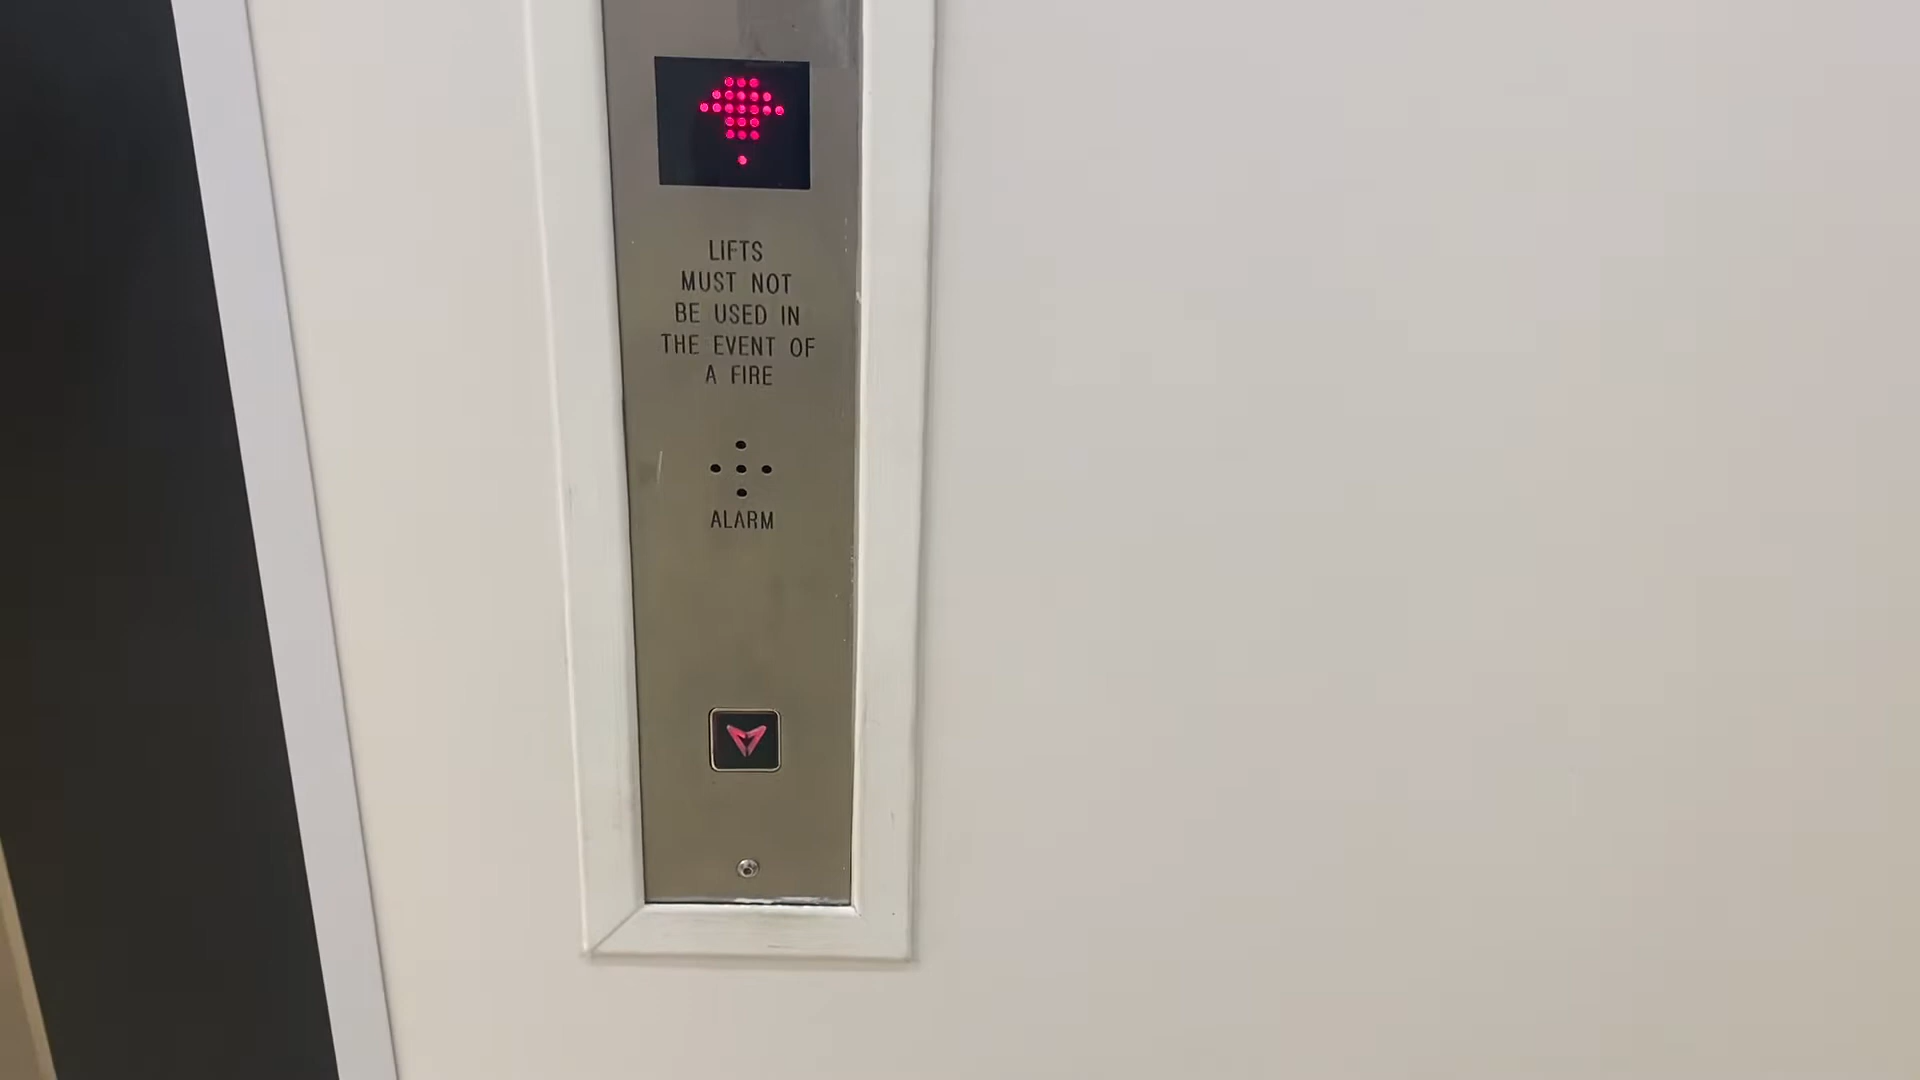 LIFTS
MUST NOT
BE USED IN
THE EVENT OF
A FIRE
ALARM